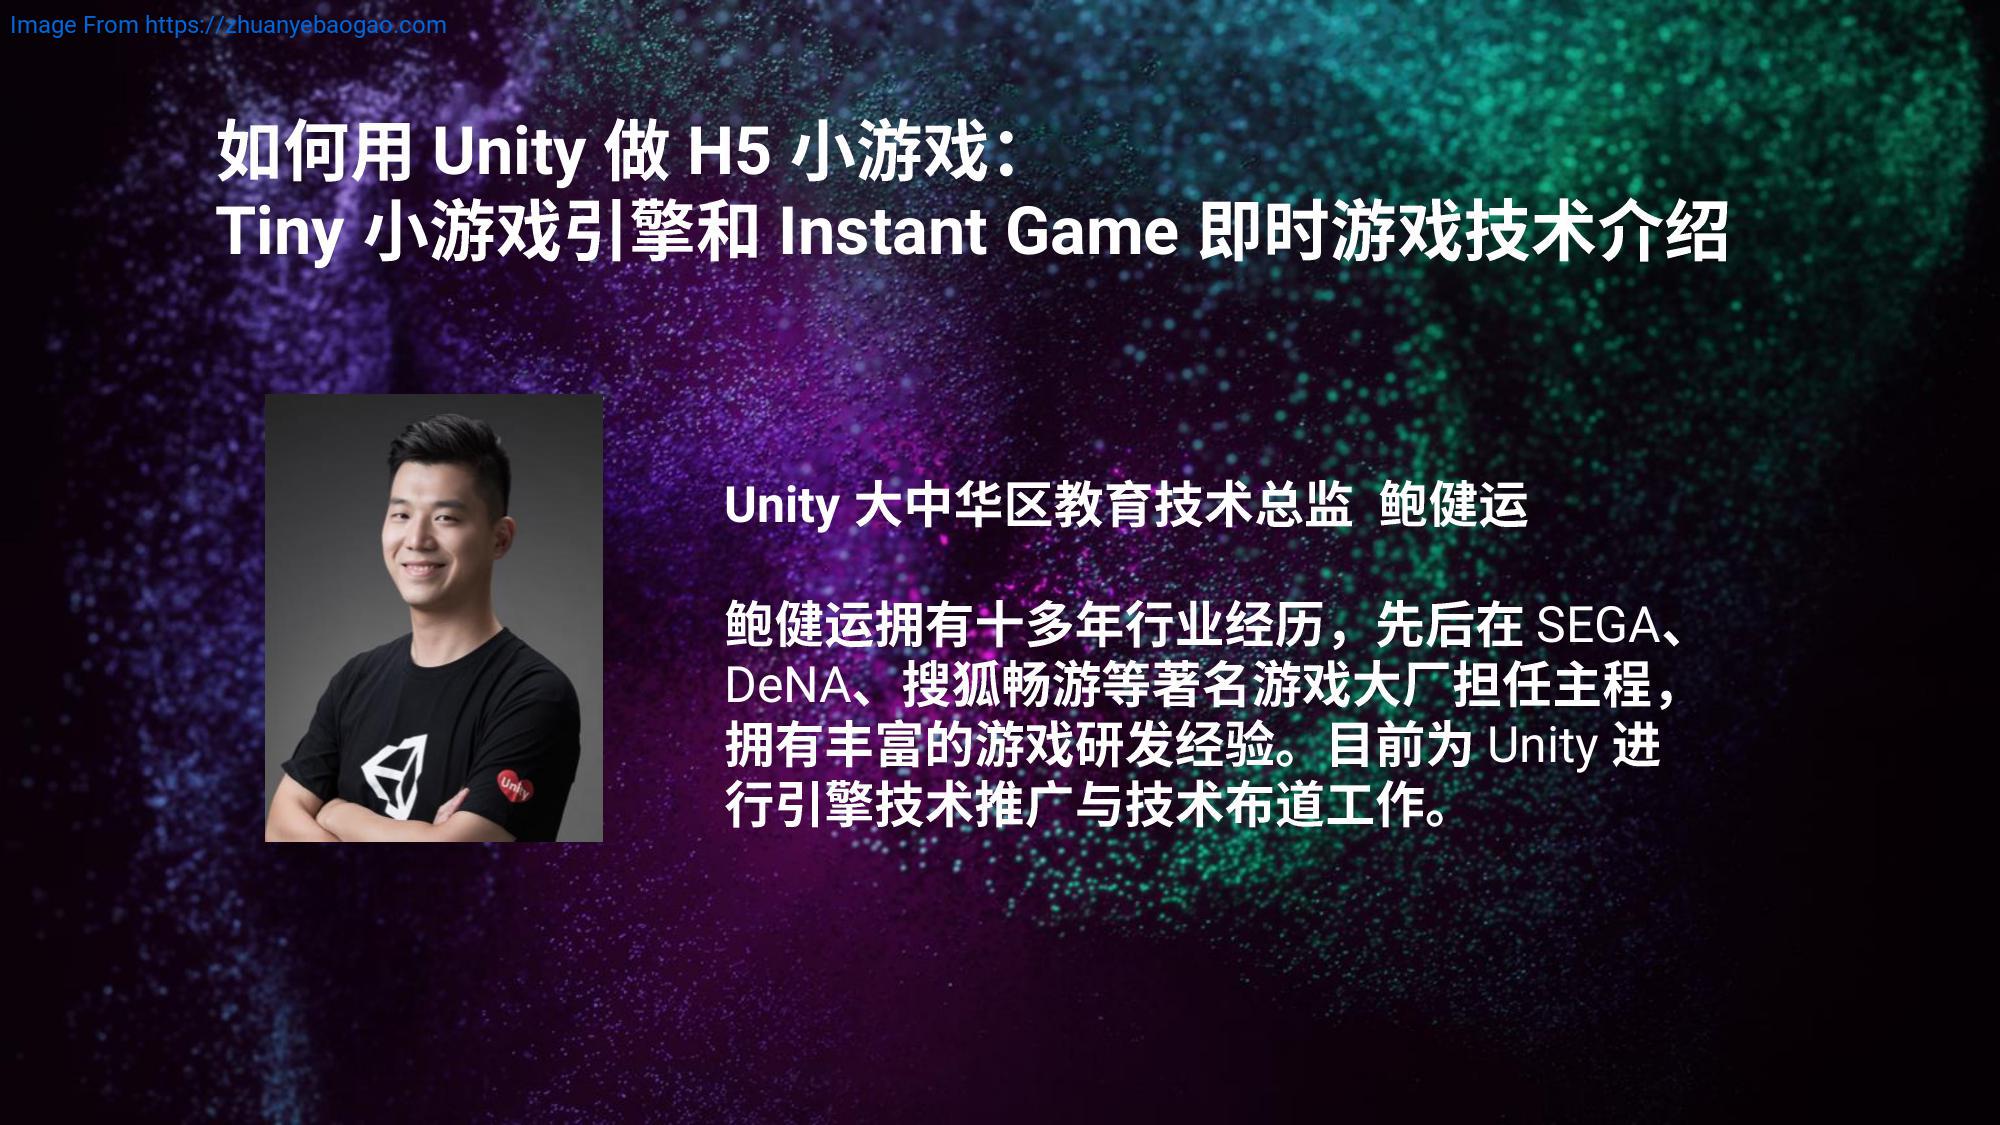 Image From https://zhuanyebaogao.com
如何用 Unity 做 H5 小游戏：
Tiny 小游戏引擎和 Instant Game 即时游戏技术介绍
Unity 大中华区教育技术总监 鲍健运
鲍健运拥有十多年行业经历，先后在 SEGA、
DeNA、搜狐畅游等著名游戏大厂担任主程，
拥有丰富的游戏研发经验。目前为 Unity 进
行引擎技术推广与技术布道工作。
Unity